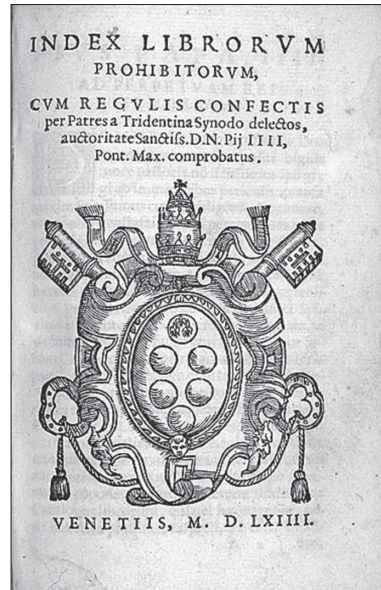 INDEX LIBRORVM
PROHIBITORVM,
CVM REGVLIS CONFECTIS
per Patres a Tridentina Synodo delectos,
auctoritate Sanctiſs. D.N. Pij IIII,
Pont. Max. comprobatus.
VENETIIS, M. D. LXIIII.